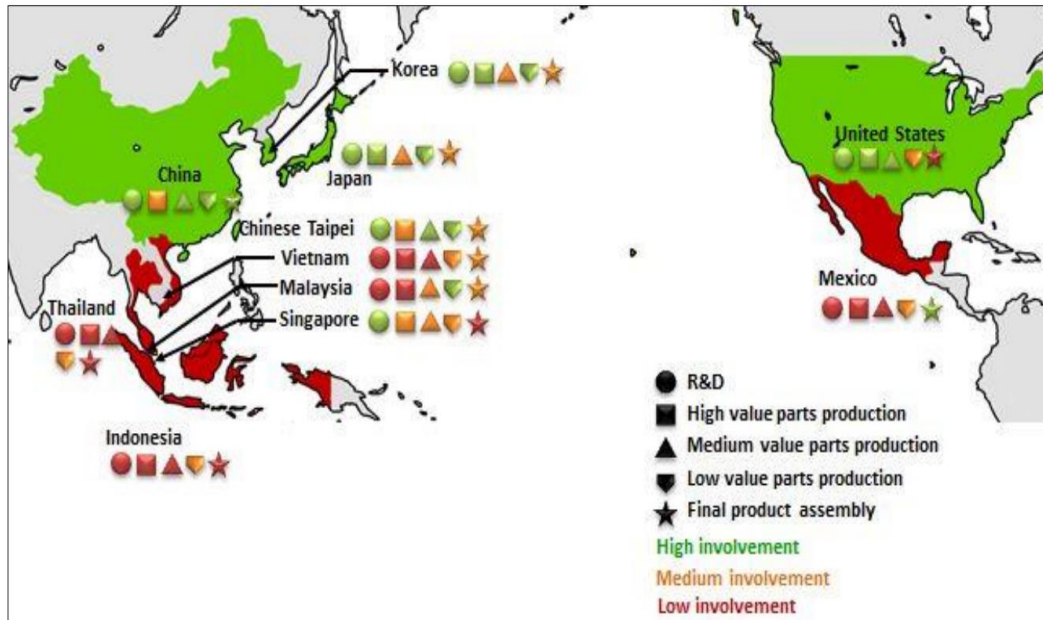 Korea
China
Japan
United States
Chinese Taipei
Vietnam
Malaysia
Singapore
Thailand
Mexico
Indonesia
R&D
High value parts production
Medium value parts production
Low value parts production
Final product assembly
High involvement
Medium involvement
Low involvement